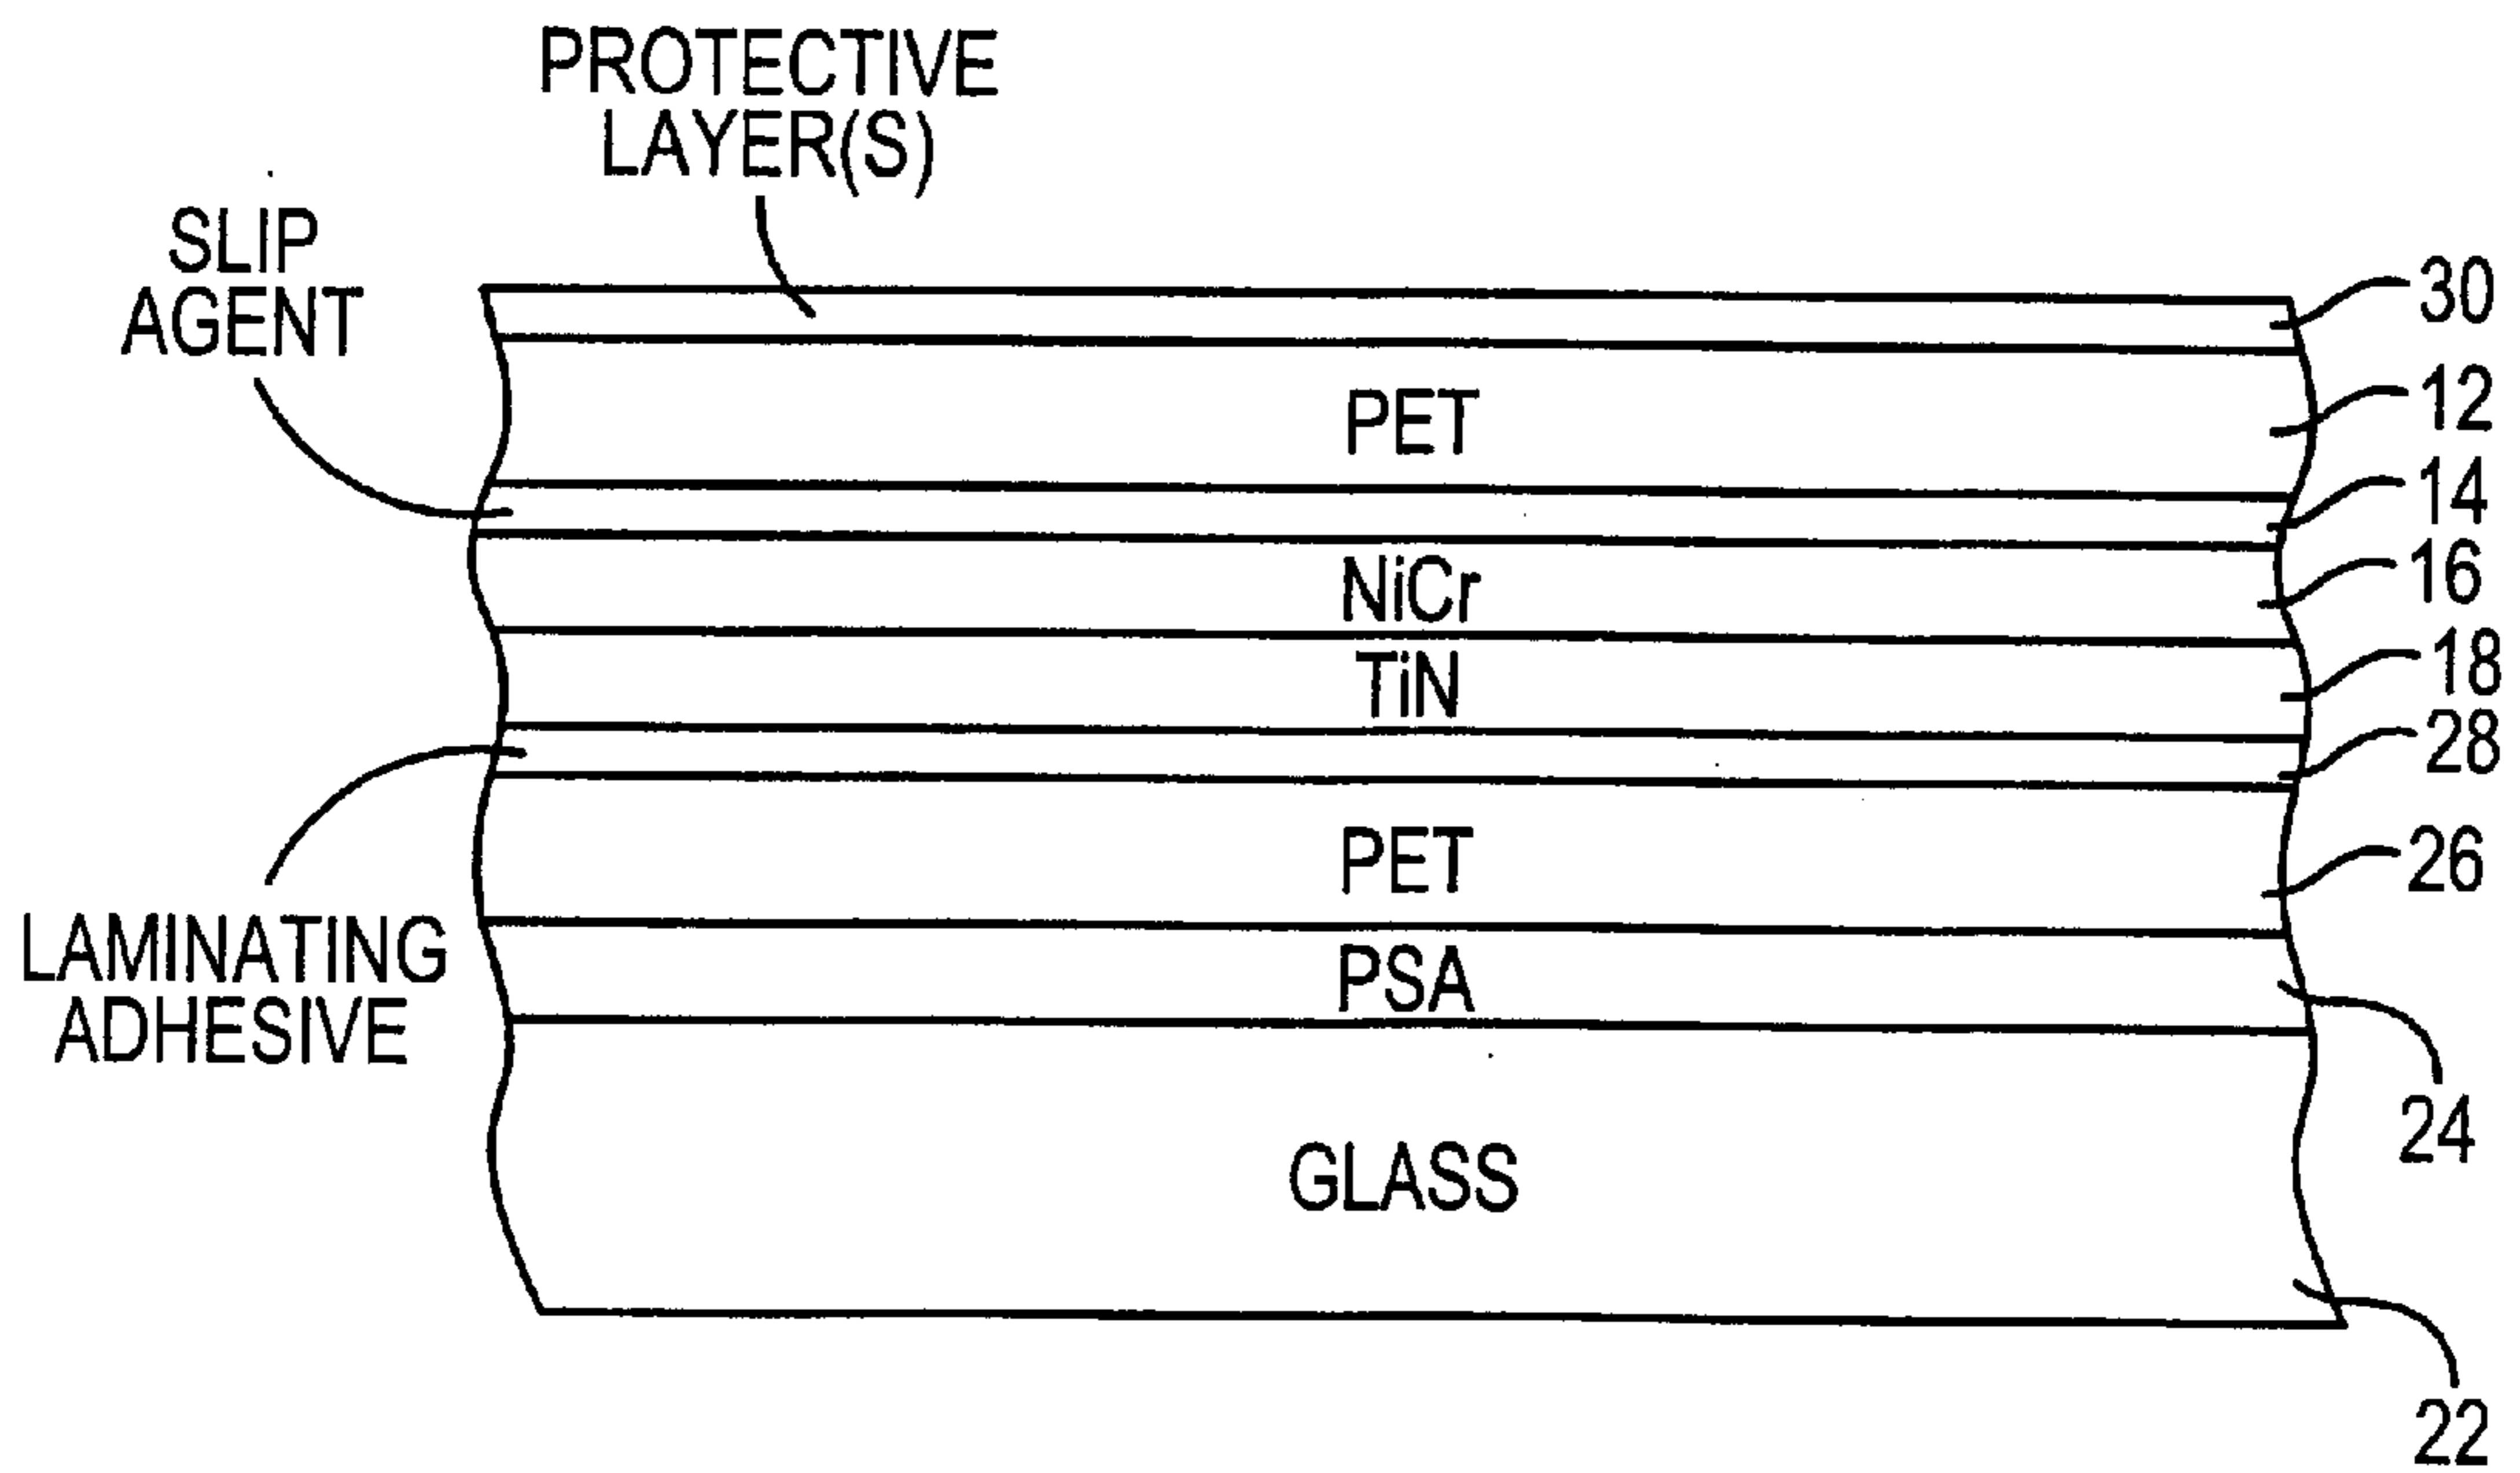 PROTECTIVE
LAYER(S)
SLIP
AGENT
30
PET
12
14
NiCr
16
TiN
18
28
PET
26
LAMINATING
ADHESIVE
PSA
24
GLASS
22